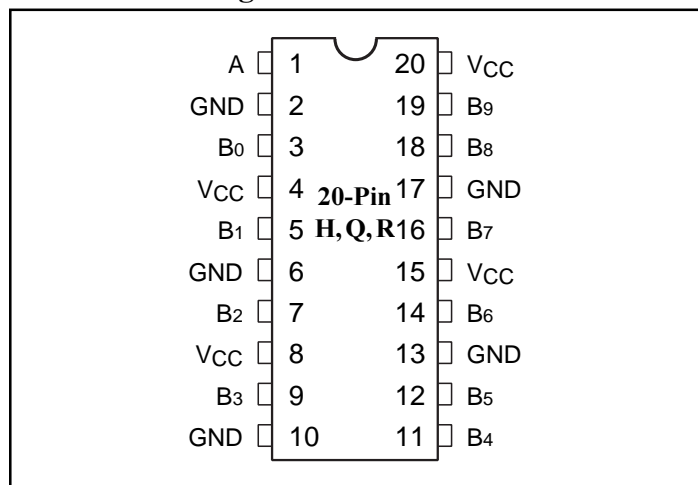 g
A 1 20 VCC
GND 2 19 B9
B0 3 18 B8
VCC 4 20-Pin 17 GND
B1 5 H, Q, R 16 B7
GND 6 15 VCC
B2 7 14 B6
VCC 8 13 GND
B3 9 12 B5
GND 10 11 B4